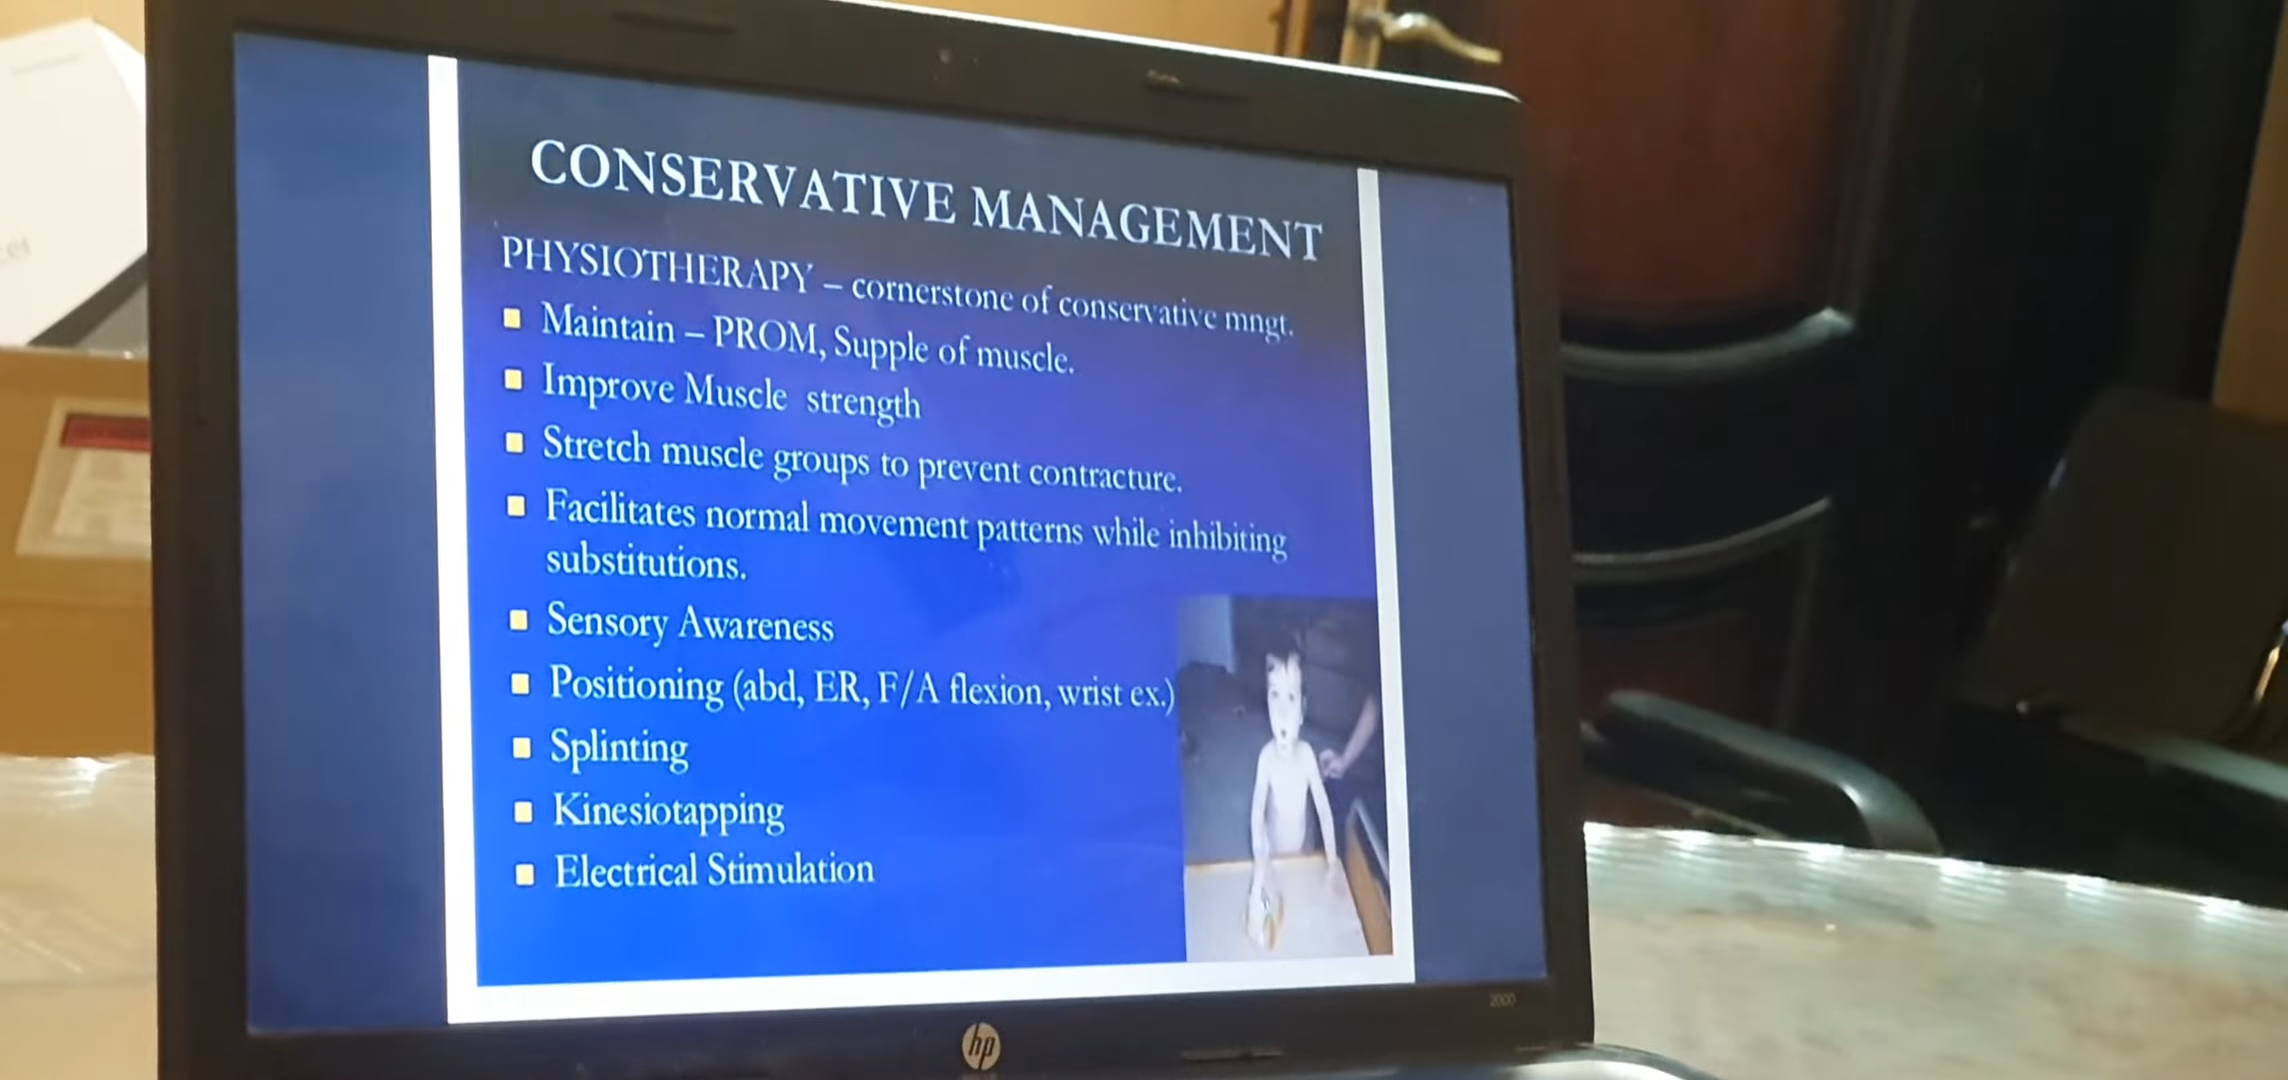 CONSERVATIVE MANAGEMENT
PHYSIOTHERAPY – cornerstone of conservative mngt.
Maintain – PROM, Supple of muscle.
Improve Muscle strength
Stretch muscle groups to prevent contracture.
Facilitates normal movement patterns while inhibiting
substitutions.
Sensory Awareness
Positioning (abd, ER, F/A flexion, wrist ex.)
Splinting
Kinesiotapping
Electrical Stimulation
2000
hp